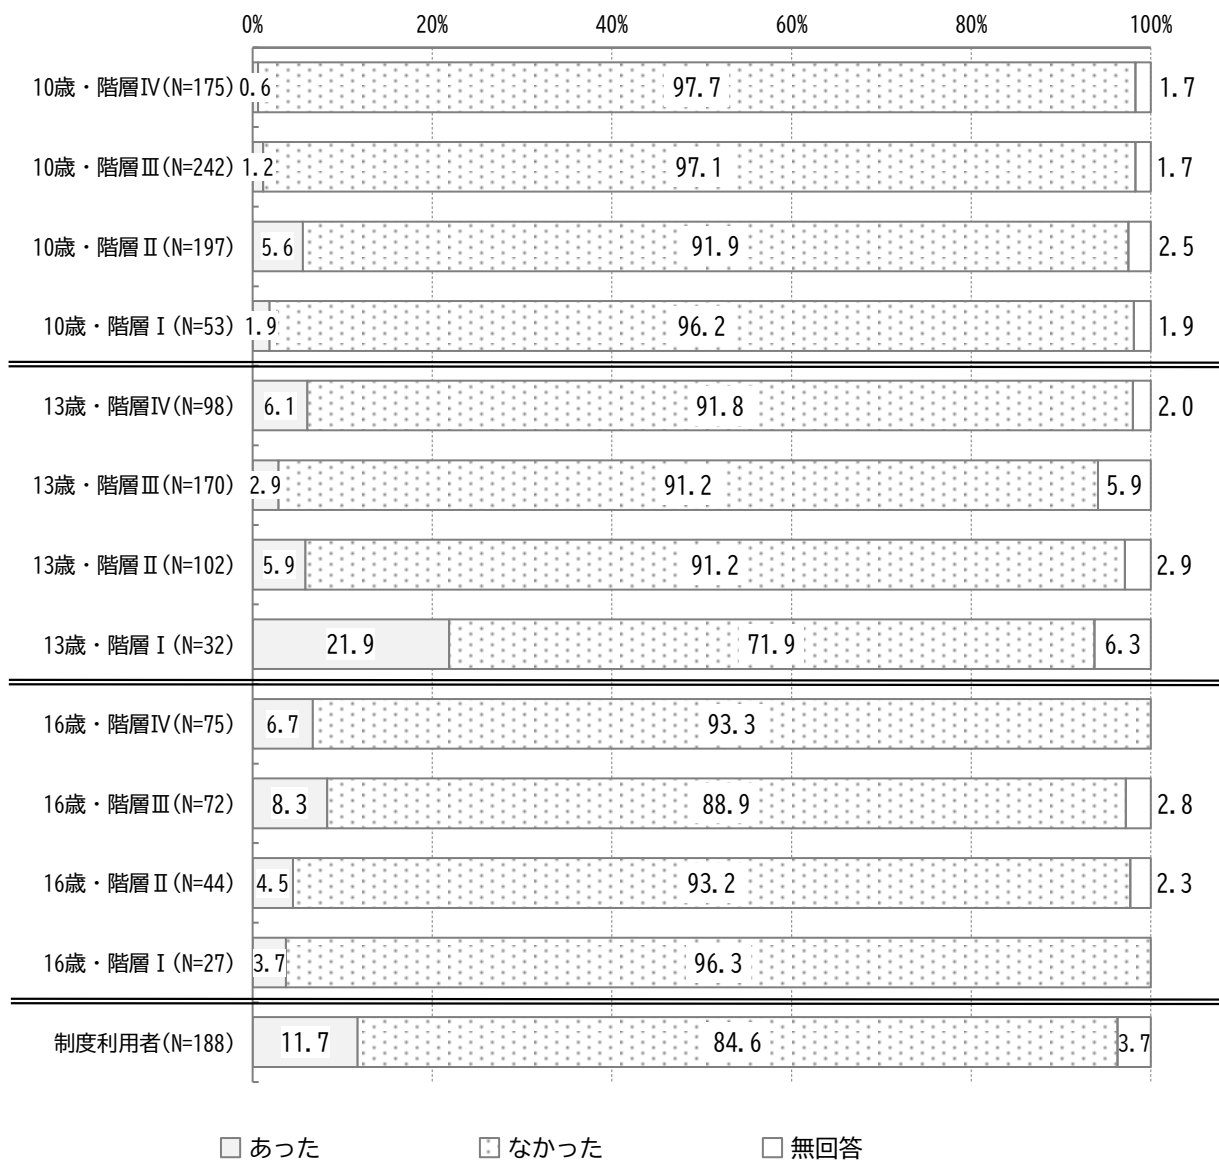 0% 20% 40% 60% 80% 100%
10歳・階層Ⅳ(N=175) 0.6 97.7 1.7
10歳・階層Ⅲ(N=242) 1.2 97.1 1.7
10歳・階層Ⅱ(N=197) 5.6 91.9 2.5
10歳・階層Ⅰ(N=53) 1.9 96.2 1.9
13歳・階層Ⅳ(N=98) 6.1 91.8 2.0
13歳・階層Ⅲ(N=170) 2.9 91.2 5.9
13歳・階層Ⅱ(N=102) 5.9 91.2 2.9
13歳・階層Ⅰ(N=32) 21.9 71.9 6.3
16歳・階層Ⅳ(N=75) 6.7 93.3
16歳・階層Ⅲ(N=72) 8.3 88.9 2.8
16歳・階層Ⅱ(N=44) 4.5 93.2 2.3
16歳・階層Ⅰ(N=27) 3.7 96.3
制度利用者(N=188) 11.7 84.6 3.7
あった なかった 無回答